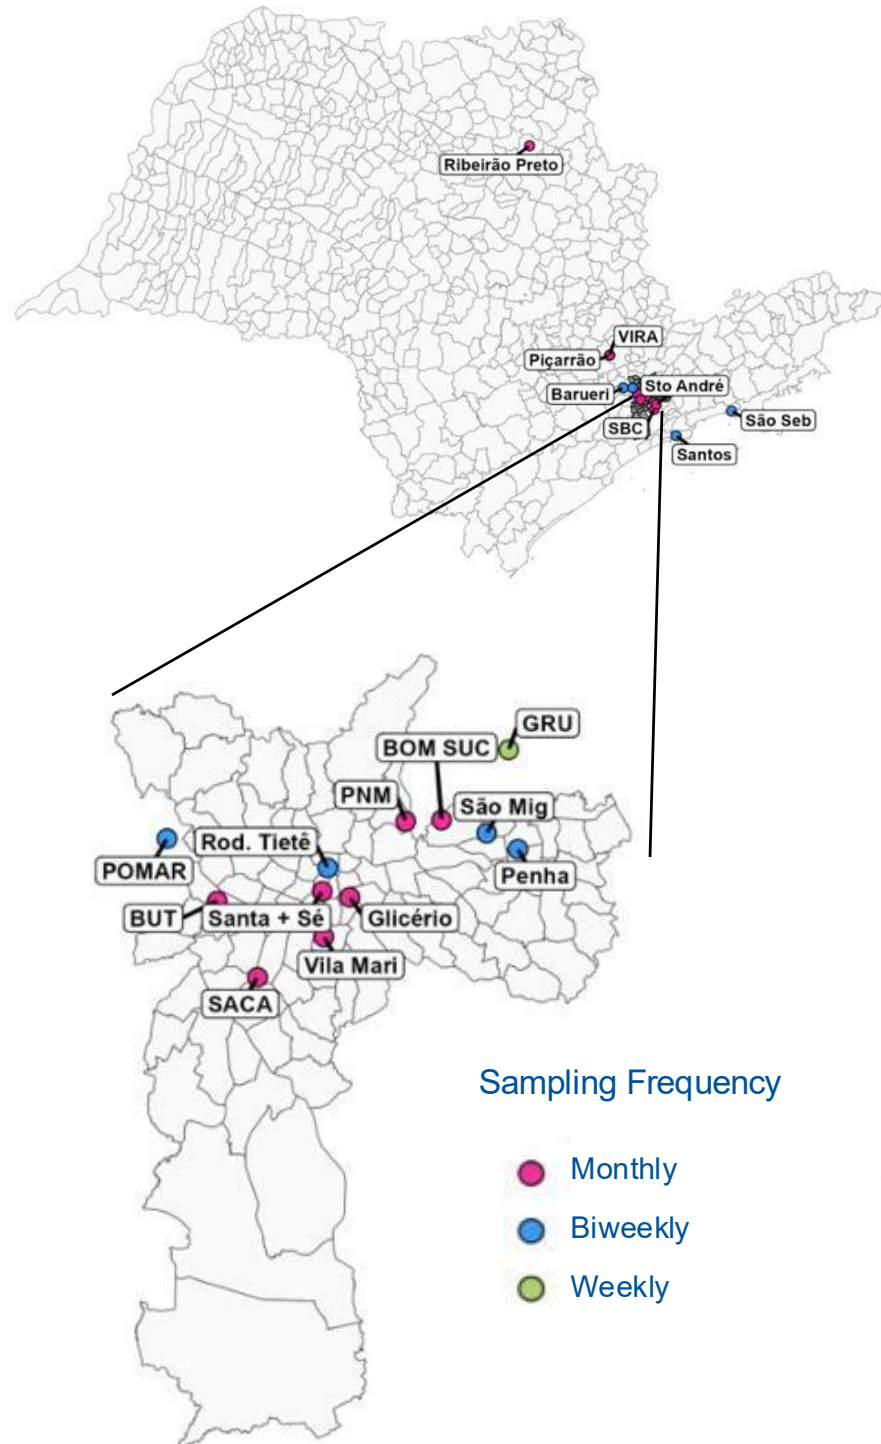 Ribeirão Preto
VIRA
Piçarrão
Sto André
Barueri
São Seb
SBC
Santos
GRU
BOM SUC
PNM
São Mig
Rod. Tietê
POMAR
Penha
BUT
Santa + Sé
Glicério
Vila Mari
SACA
Sampling Frequency
Monthly
Biweekly
Weekly